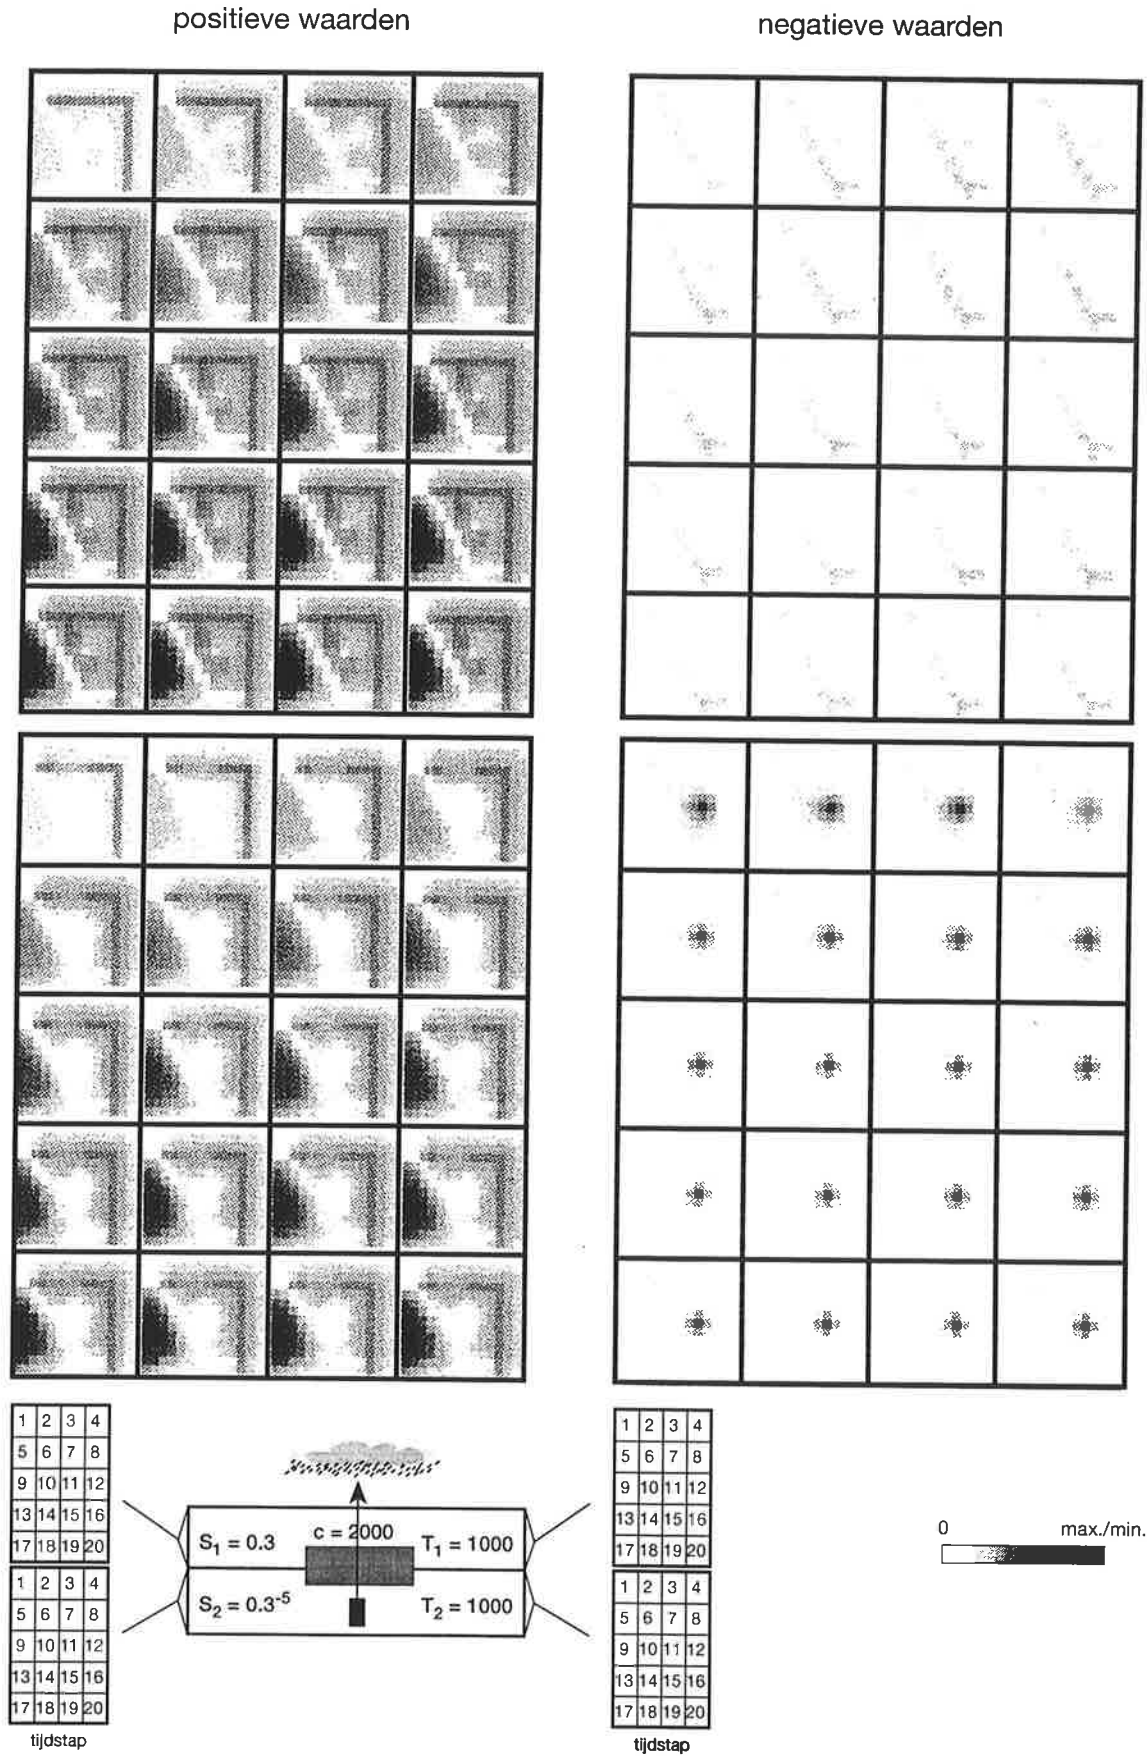 positieve waarden
negatieve waarden
1 2 3 4
5 6 7 8
9 10 11 12
13 14 15 16
17 18 19 20
1 2 3 4
5 6 7 8
9 10 11 12
13 14 15 16
17 18 19 20
tijdstap
S₁ = 0.3
c = 2000
T₁ = 1000
S₂ = 0.3⁻⁵
T₂ = 1000
1 2 3 4
5 6 7 8
9 10 11 12
13 14 15 16
17 18 19 20
1 2 3 4
5 6 7 8
9 10 11 12
13 14 15 16
17 18 19 20
tijdstap
0 max./min.